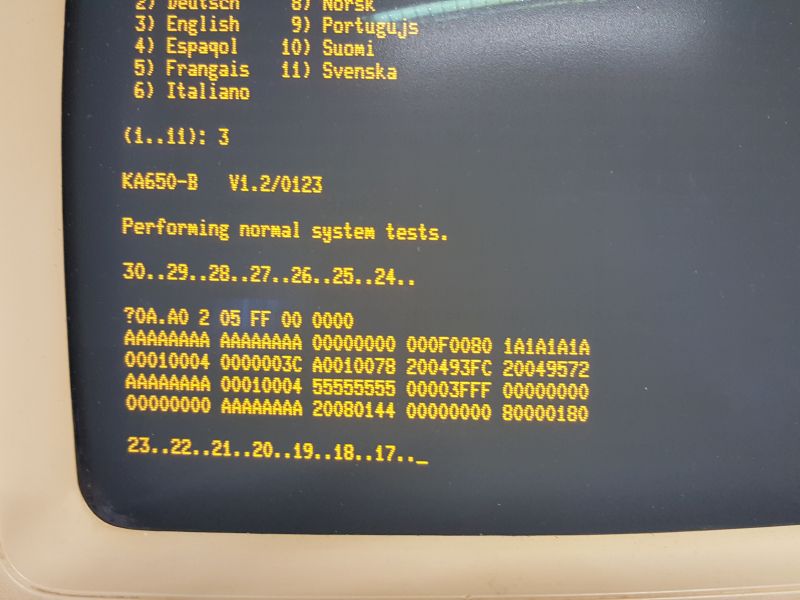 2) Deutsch 8) Norsk
3) English 9) Portugujs
4) Espaqol 10) Suomi
5) Frangais 11) Svenska
6) Italiano
(1..11): 3
KA650-B V1.2/0123
Performing normal system tests.
30..29..28..27..26..25..24..
?0A.A0 2 05 FF 00 0000
AAAAAAAA AAAAAAAA 00000000 000F0080 1A1A1A1A
00010004 0000003C A0010078 200493FC 20049572
AAAAAAAA 00010004 55555555 00003FFF 00000000
00000000 AAAAAAAA 20080144 00000000 80000180
23..22..21..20..19..18..17.._